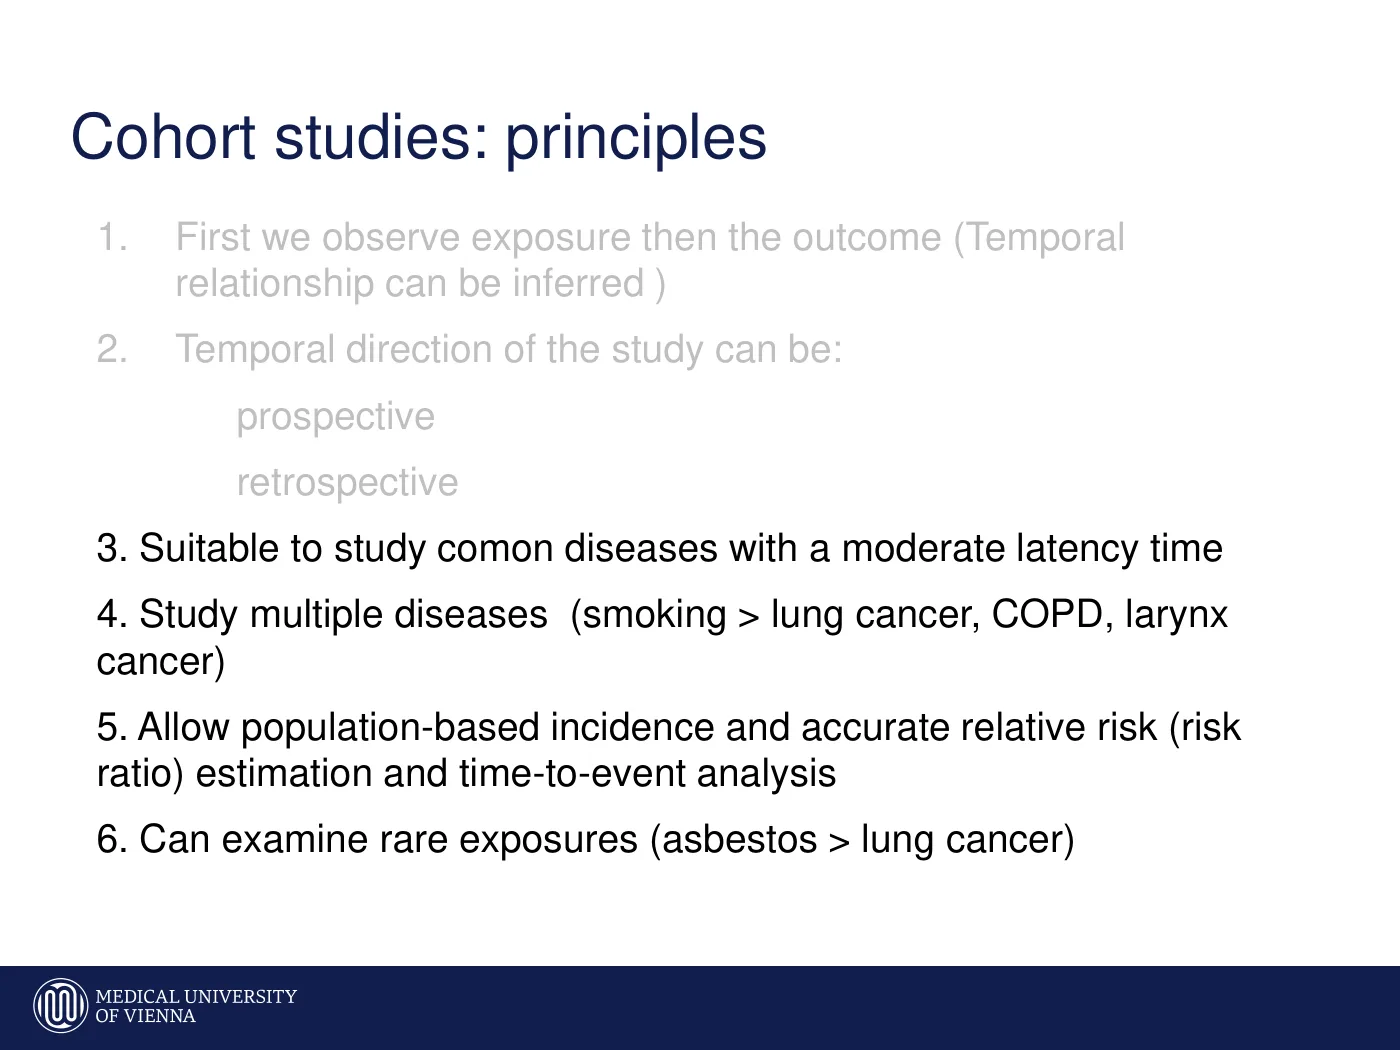 Cohort studies: principles
1. First we observe exposure then the outcome (Temporal
relationship can be inferred )
2. Temporal direction of the study can be:
prospective
retrospective
3. Suitable to study comon diseases with a moderate latency time
4. Study multiple diseases  (smoking > lung cancer, COPD, larynx
cancer)
5. Allow population-based incidence and accurate relative risk (risk
ratio) estimation and time-to-event analysis
6. Can examine rare exposures (asbestos > lung cancer)
MEDICAL UNIVERSITY
OF VIENNA